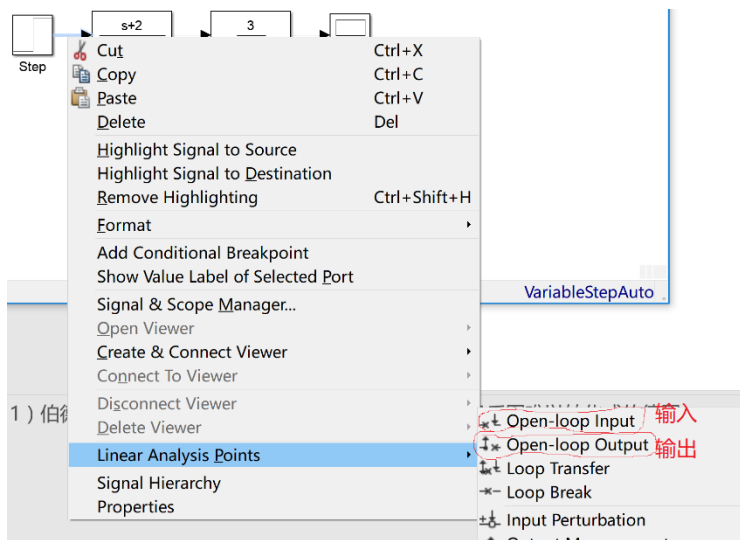 s+2
3
Step
Cut Ctrl+X
Copy Ctrl+C
Paste Ctrl+V
Delete Del
Highlight Signal to Source
Highlight Signal to Destination
Remove Highlighting Ctrl+Shift+H
Format
Add Conditional Breakpoint
Show Value Label of Selected Port
VariableStepAuto
Signal & Scope Manager...
Open Viewer
Create & Connect Viewer
Connect To Viewer
Disconnect Viewer
1）伯
Delete Viewer
Open-loop Input 输入
Open-loop Output 输出
Linear Analysis Points
Loop Transfer
Signal Hierarchy
Loop Break
Properties
Input Perturbation